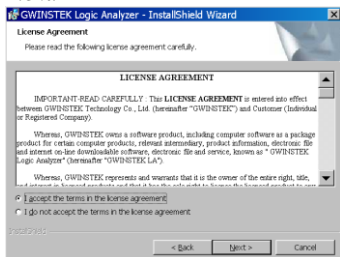 GWINSTEK Logic Analyzer - InstallShield Wizard
License Agreement
Please read the following license agreement carefully.
LICENSE AGREEMENT
IMPORTANT-READ CAREFULLY : This LICENSE AGREEMENT is entered into effect
between GWINSTEK Technology Co., Ltd. (hereinafter "GWINSTEK") and Customer (Individual
or Registered Company).
Whereas, GWINSTEK owns a software product, including computer software as a package
product for certain computer products, relevant intermediary, product information, electronic file
and internet on-line downloadable software, electronic file and service, known as " GWINSTEK
Logic Analyzer" (hereinafter "GWINSTEK LA").
Whereas, GWINSTEK represents and warrants that it is the owner of the entire right, title,
I accept the terms in the license agreement
I do not accept the terms in the license agreement
InstallShield
< Back
Next >
Cancel